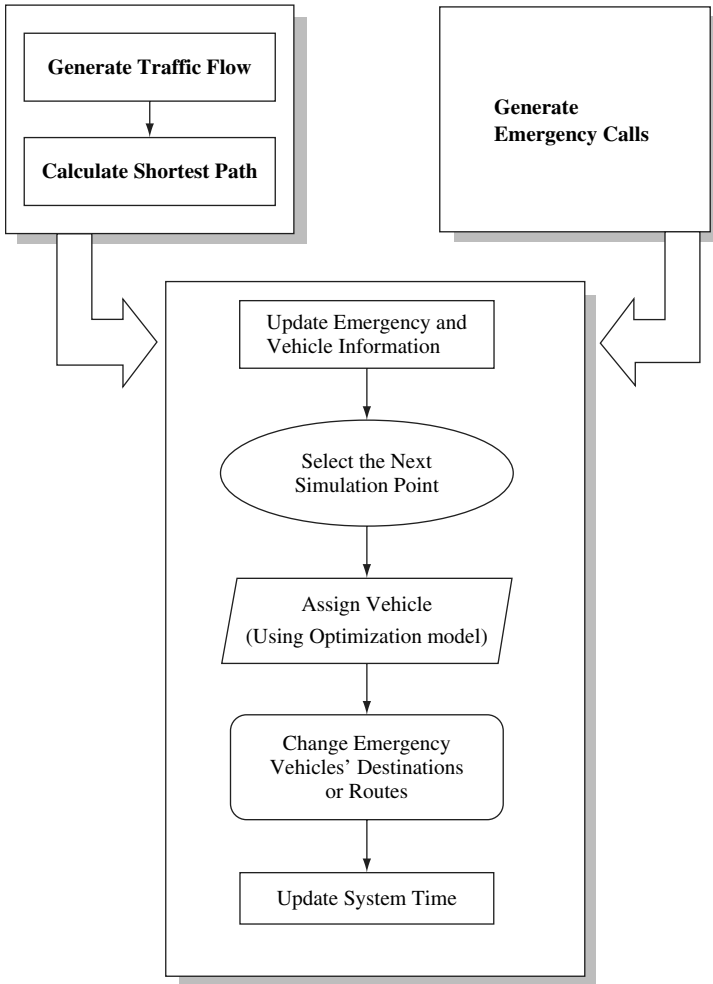 Generate Traffic Flow
Calculate Shortest Path
Generate
Emergency Calls
Update Emergency and
Vehicle Information
Select the Next
Simulation Point
Assign Vehicle
(Using Optimization model)
Change Emergency
Vehicles’ Destinations
or Routes
Update System Time